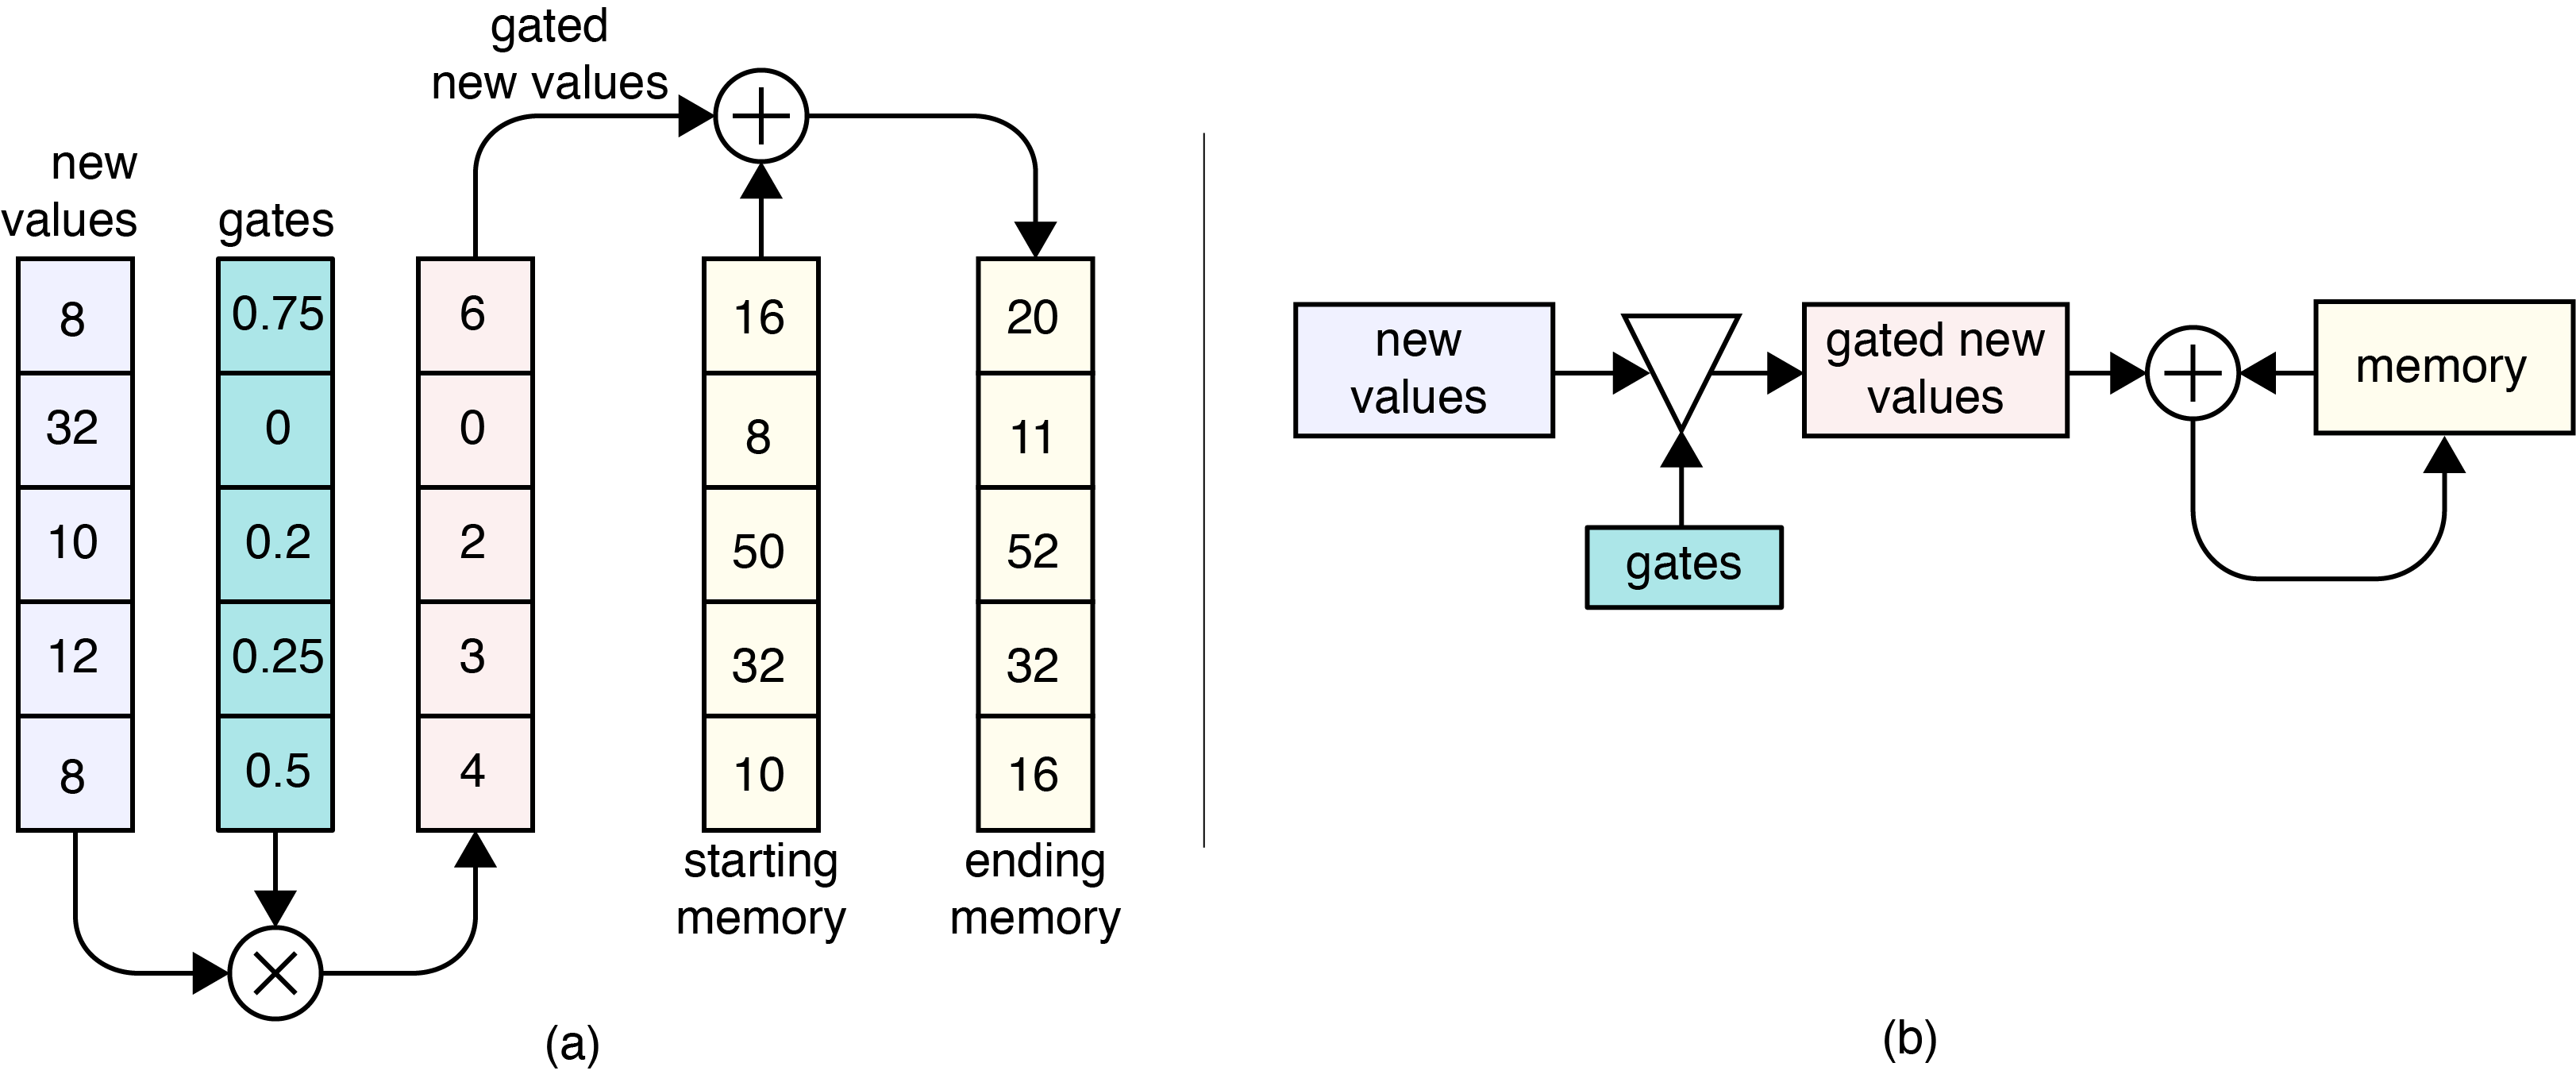 gated
new values
new
values
gates
8
32
10
12
8
0.75
0
0.2
0.25
0.5
6
0
2
3
4
16
8
50
32
10
20
11
52
32
16
starting
memory
ending
memory
(a)
new
values
gates
gated new
values
memory
(b)